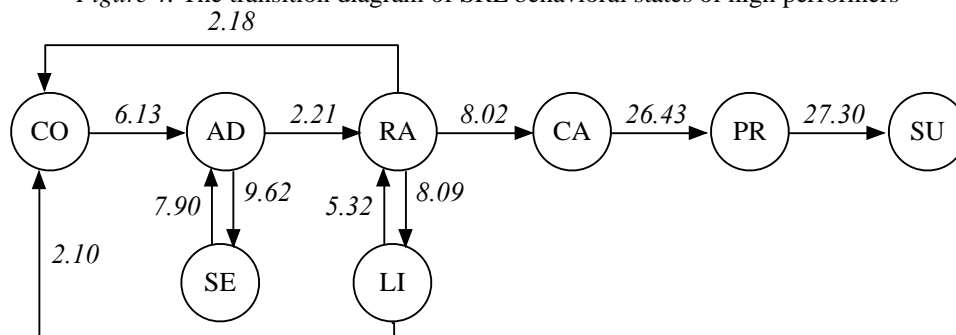 Figure 4. The transition diagram of SRL behavioral states of high performers
2.18
CO 6.13 AD 2.21 RA 8.02 CA 26.43 PR 27.30 SU
7.90 9.62 5.32 8.09
2.10
SE LI